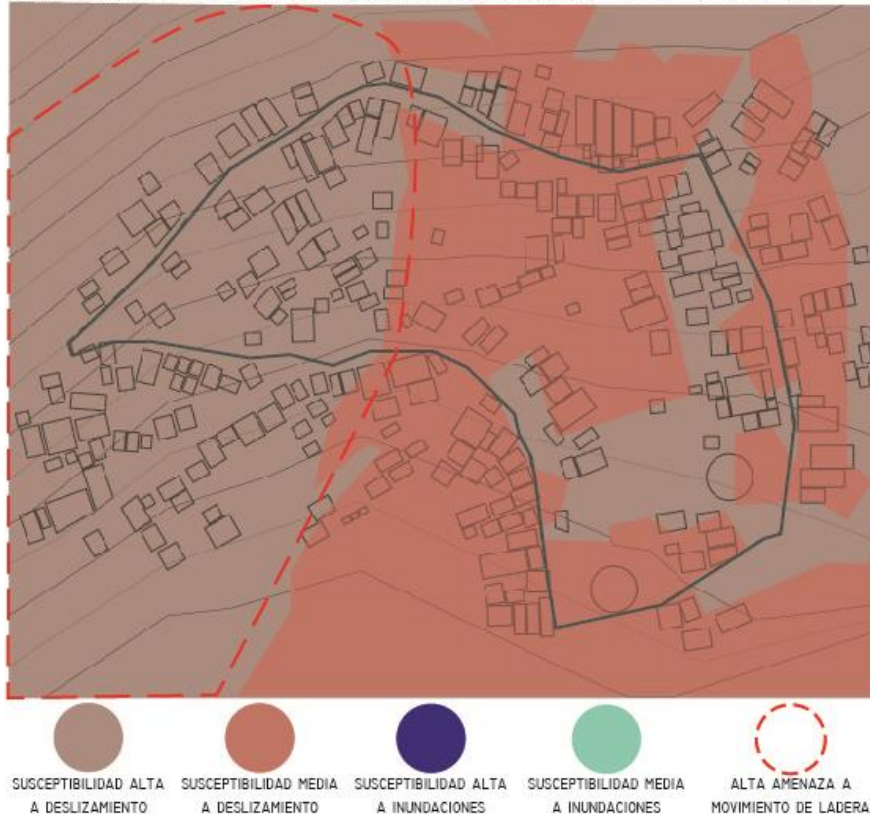 SUSCEPTIBILIDAD ALTA
A DESLIZAMIENTO
SUSCEPTIBILIDAD MEDIA
A DESLIZAMIENTO
SUSCEPTIBILIDAD ALTA
A INUNDACIONES
SUSCEPTIBILIDAD MEDIA
A INUNDACIONES
ALTA AMENAZA A
MOVIMIENTO DE LADERA